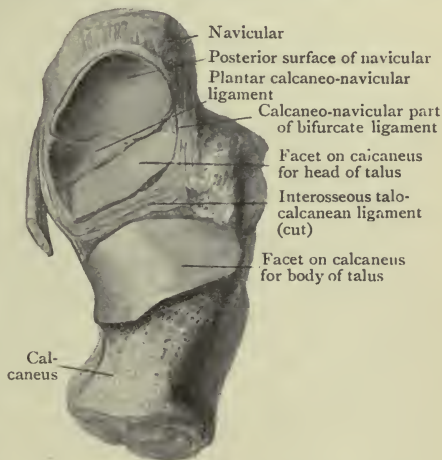 Navicular
Posterior surface of navicular
Plantar calcaneo-navicular
ligament
Calcaneo-navicular part
of bifurcate ligament
Facet on calcaneus
for head of talus
Interosseous talo-
calcanean ligament
(cut)
Facet on calcaneus
for body of talus
Cal-
caneus